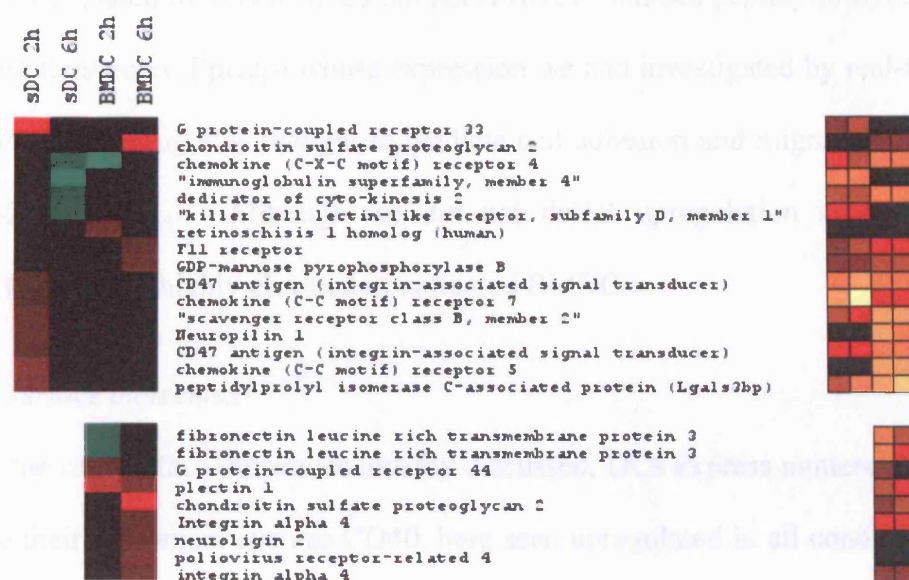 sDC 2h
sDC 6h
BMDC 2h
BMDC 6h
G protein-coupled receptor 33
chondroitin sulfate proteoglycan 2
chemokine (C-X-C motif) receptor 4
"immunoglobulin superfamily, member 4"
dedicator of cyto-kinesis 2
"killer cell lectin-like receptor, subfamily D, member 1"
retinoschisis 1 homolog (human)
F11 receptor
GDP-mannose pyrophosphorylase B
CD47 antigen (integrin-associated signal transducer)
chemokine (C-C motif) receptor 7
"scavenger receptor class B, member 2"
Neuropilin 1
CD47 antigen (integrin-associated signal transducer)
chemokine (C-C motif) receptor 5
peptidylprolyl isomerase C-associated protein (Lgals3bp)
fibronectin leucine rich transmembrane protein 3
fibronectin leucine rich transmembrane protein 3
G protein-coupled receptor 44
plectin 1
chondroitin sulfate proteoglycan 2
Integrin alpha 4
neuroligin 2
poliovirus receptor-related 4
integrin alpha 4